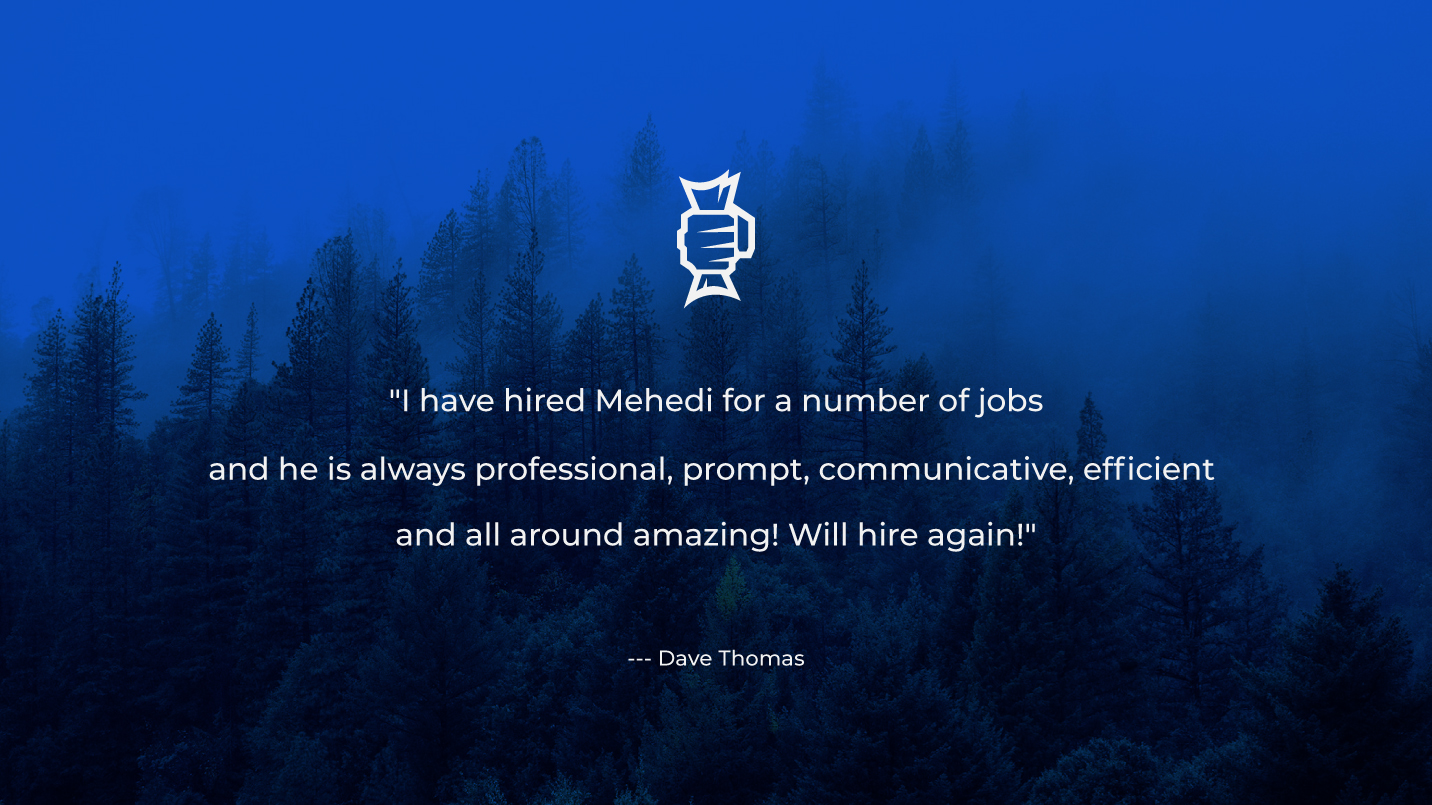 "I have hired Mehedi for a number of jobs
and he is always professional, prompt, communicative, efficient
and all around amazing! Will hire again!"
--- Dave Thomas